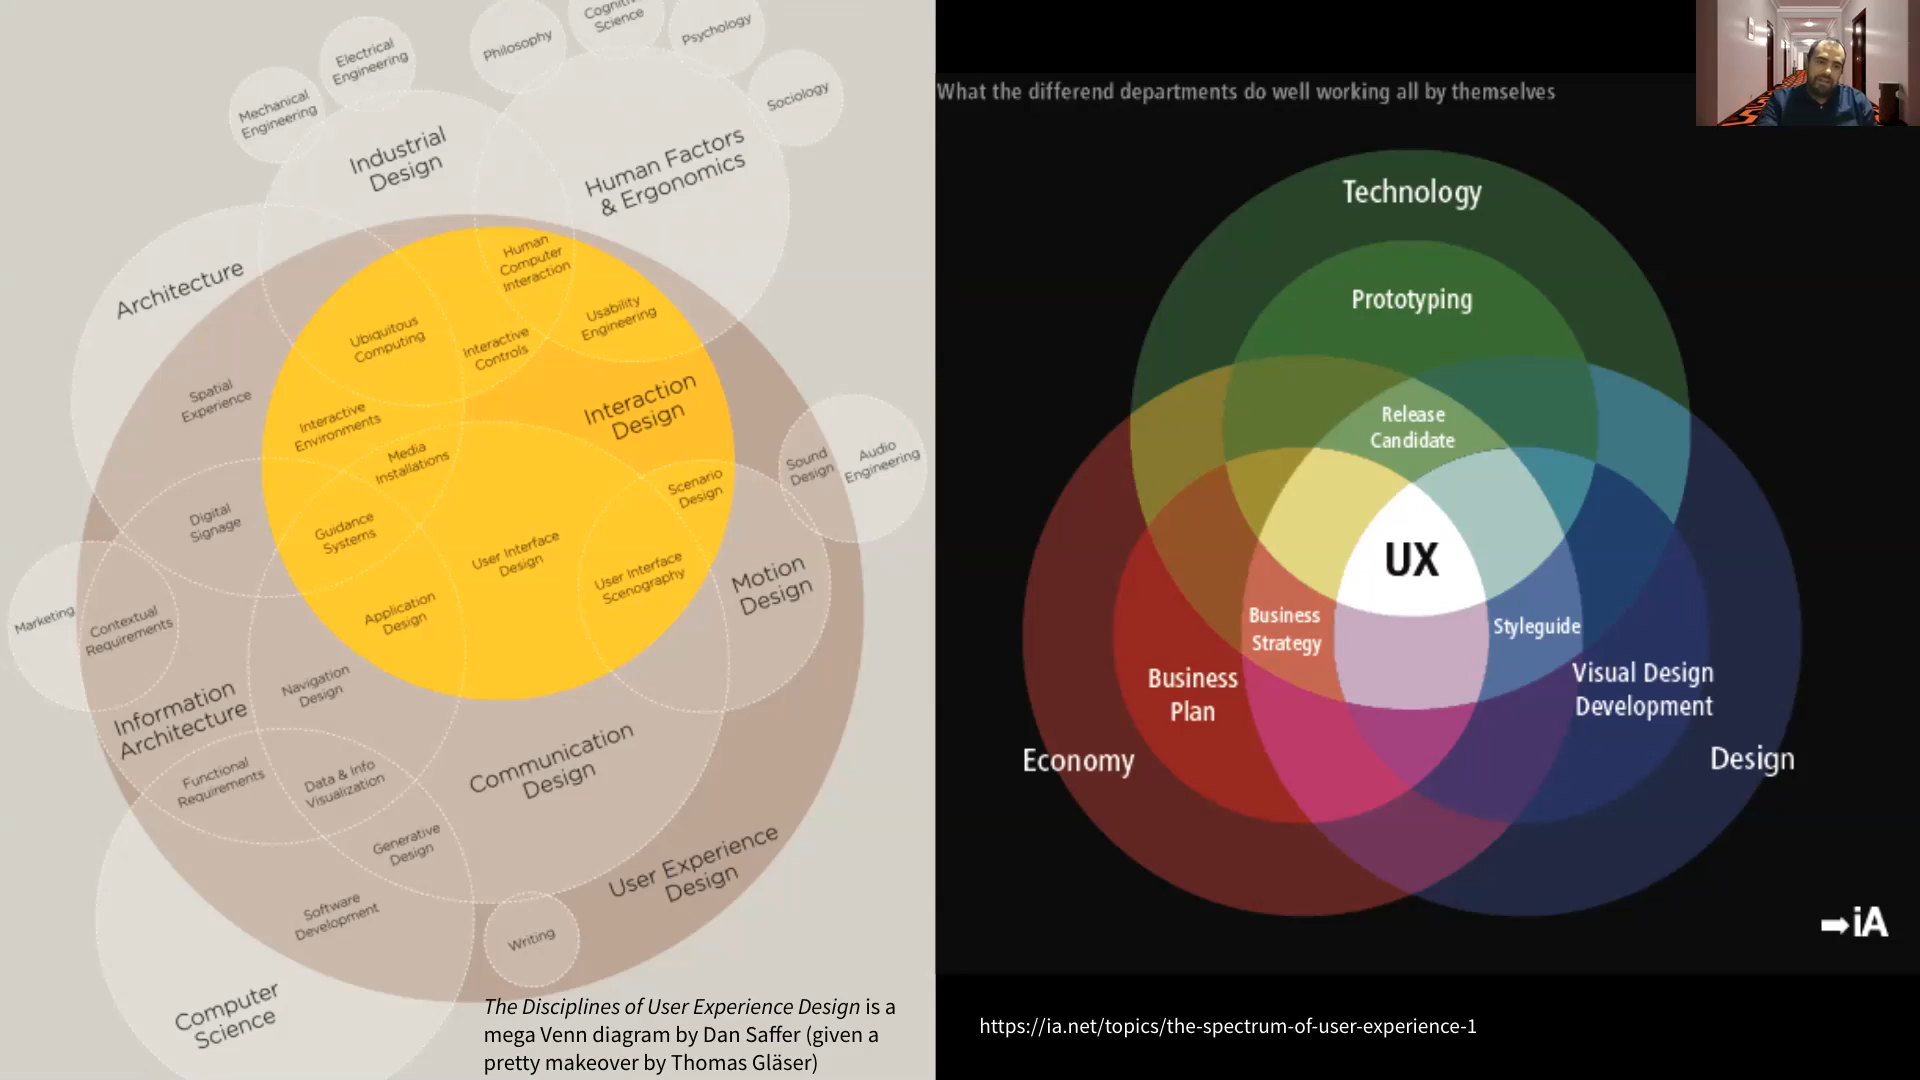 Cognitive
Science
Philosophy
Psychology
Electrical
Engineering
Sociology
Mechanical
Engineering
Industrial
Design
Human Factors
& Ergonomics
Architecture
Human
Computer
Interaction
Ubiquitous
Computing
Interactive
Controls
Usability
Engineering
Spatial
Experience
Interactive
Environments
Interaction
Design
Media
Installations
Sound
Design
Audio
Engineering
Scenario
Design
Digital
Signage
Guidance
Systems
User Interface
Design
User Interface
Scenography
Motion
Design
Marketing
Contextual
Requirements
Application
Design
Information
Architecture
Navigation
Design
Functional
Requirements
Data & Info
Visualization
Communication
Design
Generative
Design
User Experience
Design
Software
Development
Writing
Computer
Science
The Disciplines of User Experience Design is a
mega Venn diagram by Dan Saffer (given a
pretty makeover by Thomas Gläser)
What the differend departments do well working all by themselves
Technology
Prototyping
Release
Candidate
UX
Business
Strategy
Styleguide
Business
Plan
Visual Design
Development
Economy
Design
➡iA
https://ia.net/topics/the-spectrum-of-user-experience-1